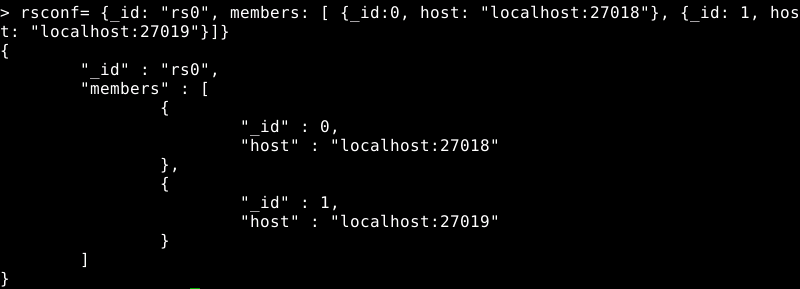 > rsconf= {_id: "rs0", members: [ {_id:0, host: "localhost:27018"}, {_id: 1, hos
t: "localhost:27019"}]}
{
        "_id" : "rs0",
        "members" : [
                {
                        "_id" : 0,
                        "host" : "localhost:27018"
                },
                {
                        "_id" : 1,
                        "host" : "localhost:27019"
                }
        ]
}